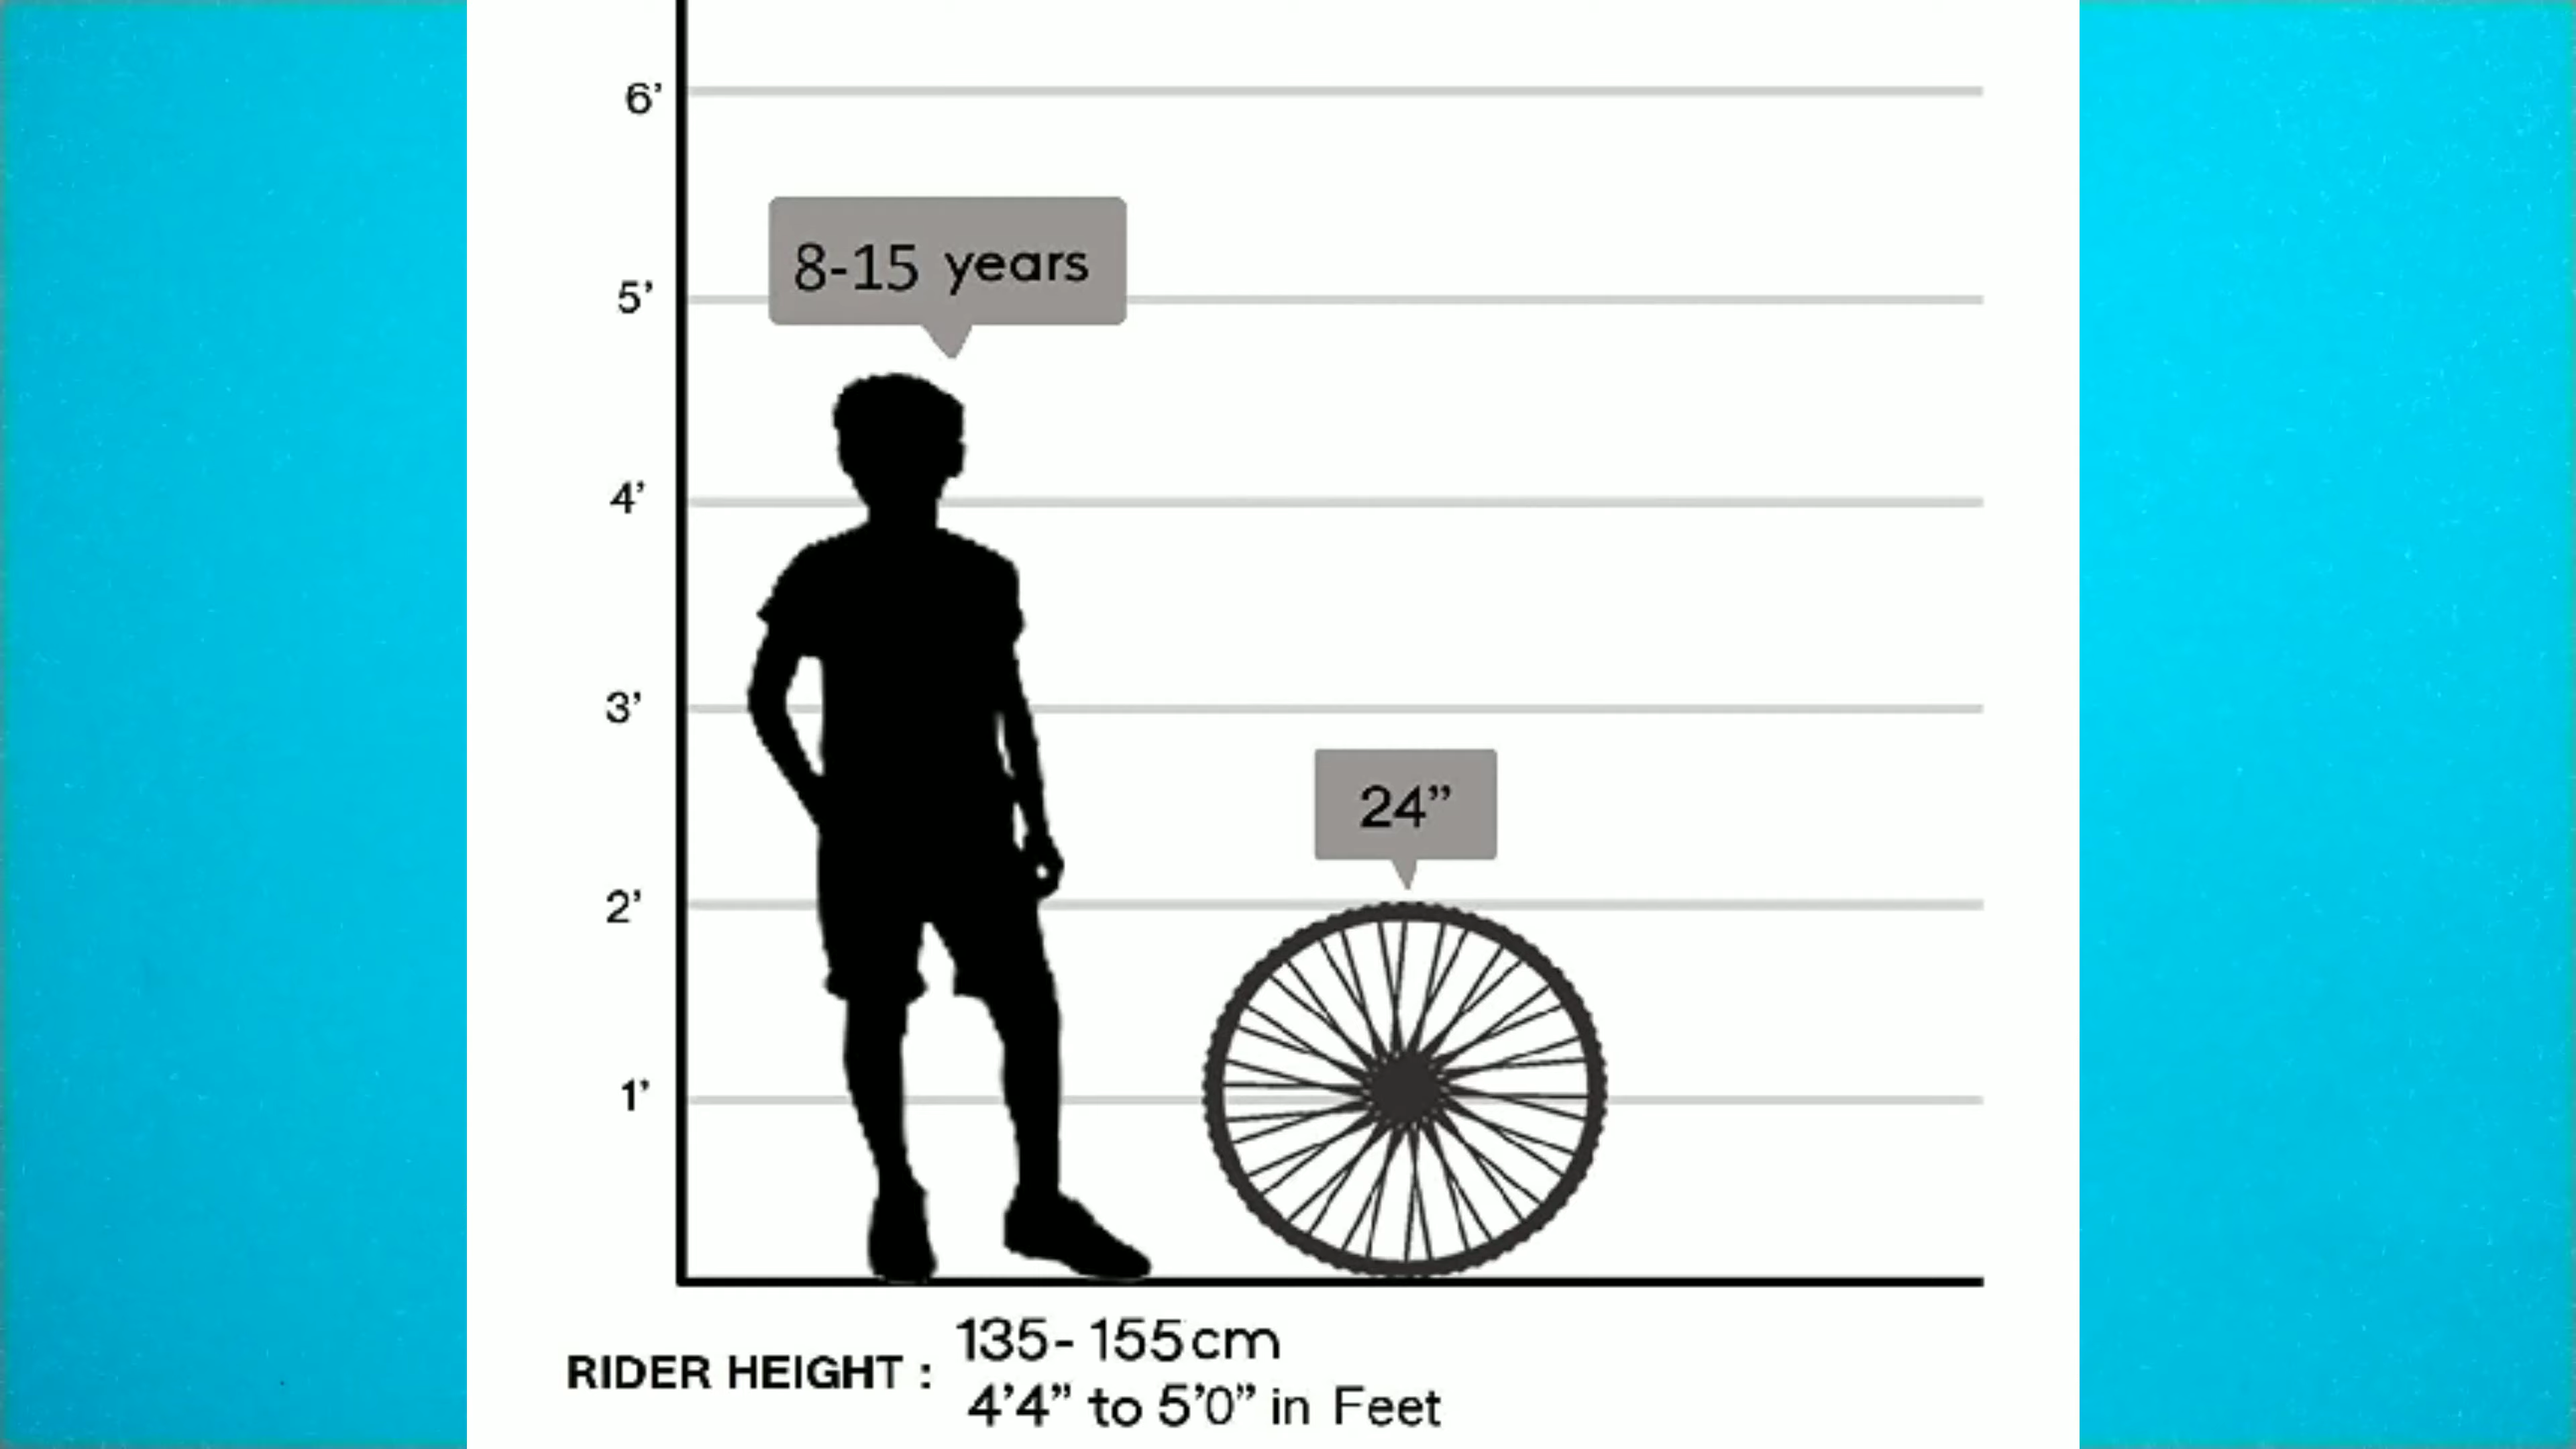 6’
8-15 years
5’
4’
3’
24”
2’
1’
RIDER HEIGHT :
135- 155cm
4’4” to 5’0” in Feet